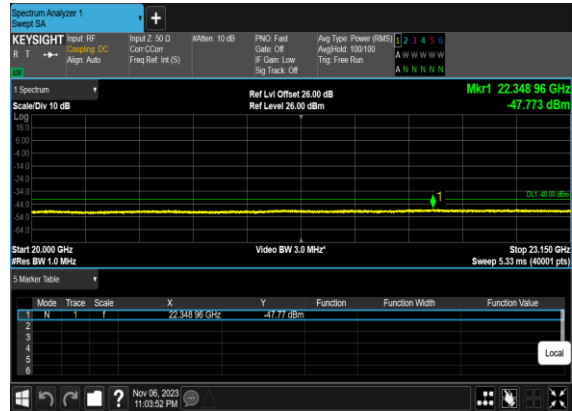 Spectrum Analyzer 1
Swept SA
+
KEYSIGHT Input: RF Input Z: 50 Ω #Atten: 10 dB PNO: Fast Avg Type: Power (RMS) 1 2 3 4 5 6
R T Coupling: DC Corr CCorr Gate: Off Avg|Hold: 100/100 A W W W W W
Align: Auto Freq Ref: Int (S) IF Gain: Low Trig: Free Run
Sig Track: Off A N N N N N
1 Spectrum Ref Lvl Offset 26.00 dB Mkr1 22.348 96 GHz
Scale/Div 10 dB Ref Level 26.00 dBm -47.773 dBm
Log
16.0
6.00
-4.00
-14.0
-24.0
-34.0 1 DL1 -40.00 dBm
-44.0
-54.0
-64.0
Start 20.000 GHz Video BW 3.0 MHz* Stop 23.150 GHz
#Res BW 1.0 MHz Sweep 5.33 ms (40001 pts)
5 Marker Table
Mode Trace Scale X Y Function Function Width Function Value
1 N 1 f 22.348 96 GHz -47.77 dBm
2
3
4
5
6
Local
? Nov 06, 2023
11:03:52 PM